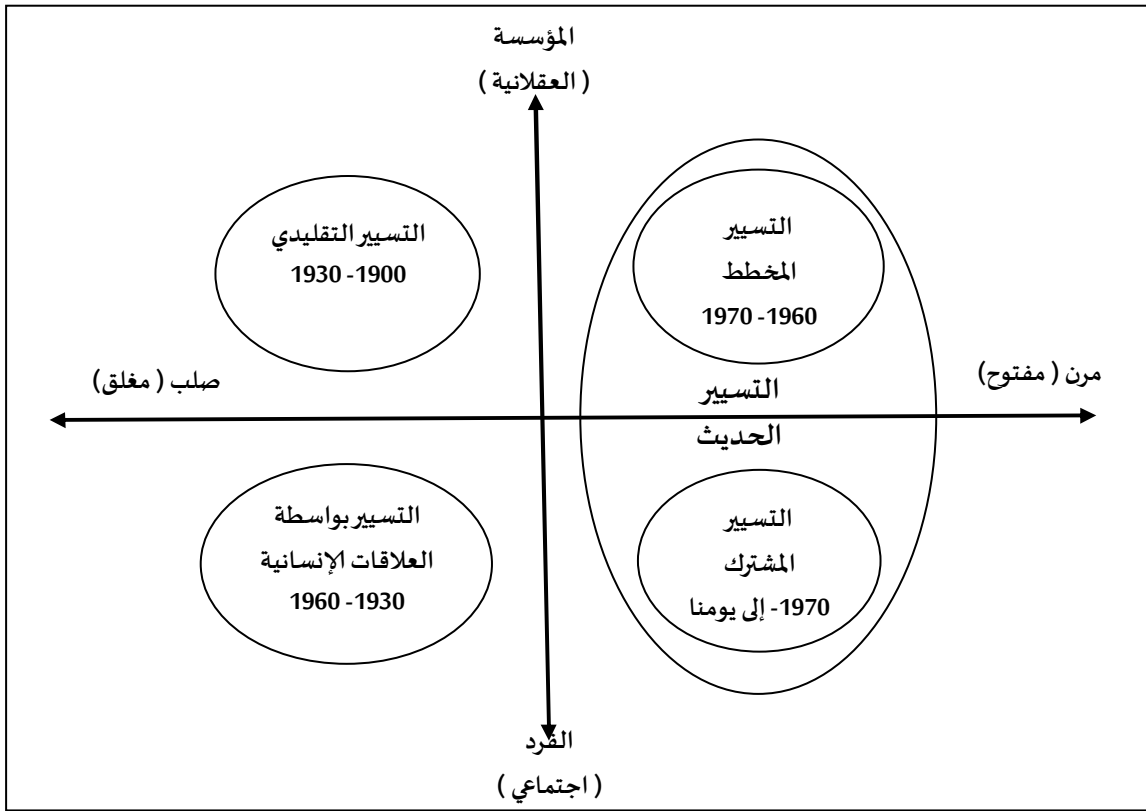 المؤسسة
( العقلانية )
التسيير التقليدي
1900- 1930
التسيير
المخطط
1960- 1970
مرن ( مفتوح)
صلب ( مغلق)
التسيير
الحديث
التسيير بواسطة
العلاقات الإنسانية
1930- 1960
التسيير
المشترك
1970- إلى يومنا
الفرد
( اجتماعي )